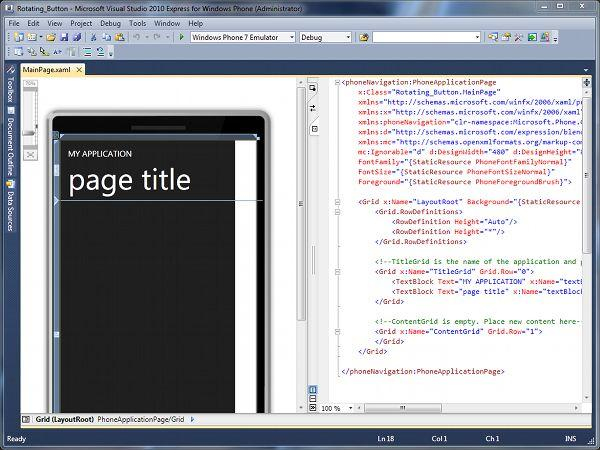 Rotating_Button - Microsoft Visual Studio 2010 Express for Windows Phone (Administrator)
File Edit View Project Debug Data Tools Window Help
Windows Phone 7 Emulator Debug
MainPage.xaml
Toolbox
Document Outline
Data Sources
MY APPLICATION
page title
<phoneNavigation:PhoneApplicationPage
x:Class="Rotating_Button.MainPage"
xmlns="http://schemas.microsoft.com/winfx/2006/xaml/p
xmlns:x="http://schemas.microsoft.com/winfx/2006/xaml"
xmlns:phoneNavigation="clr-namespace:Microsoft.Phone.
xmlns:d="http://schemas.microsoft.com/expression/blen
xmlns:mc="http://schemas.openxmlformats.org/markup-co
mc:Ignorable="d" d:DesignWidth="480" d:DesignHeight="
FontFamily="{StaticResource PhoneFontFamilyNormal}"
FontSize="{StaticResource PhoneFontSizeNormal}"
Foreground="{StaticResource PhoneForegroundBrush}">
<Grid x:Name="LayoutRoot" Background="{StaticResource
<Grid.RowDefinitions>
<RowDefinition Height="Auto"/>
<RowDefinition Height="*"/>
</Grid.RowDefinitions>
<!--TitleGrid is the name of the application and p
<Grid x:Name="TitleGrid" Grid.Row="0">
<TextBlock Text="MY APPLICATION" x:Name="textB
<TextBlock Text="page title" x:Name="textBlock
</Grid>
<!--ContentGrid is empty. Place new content here-
<Grid x:Name="ContentGrid" Grid.Row="1">
</Grid>
</Grid>
</phoneNavigation:PhoneApplicationPage>
100 %
Grid (LayoutRoot) PhoneApplicationPage/Grid
Ready Ln 18 Col 1 Ch 1 INS